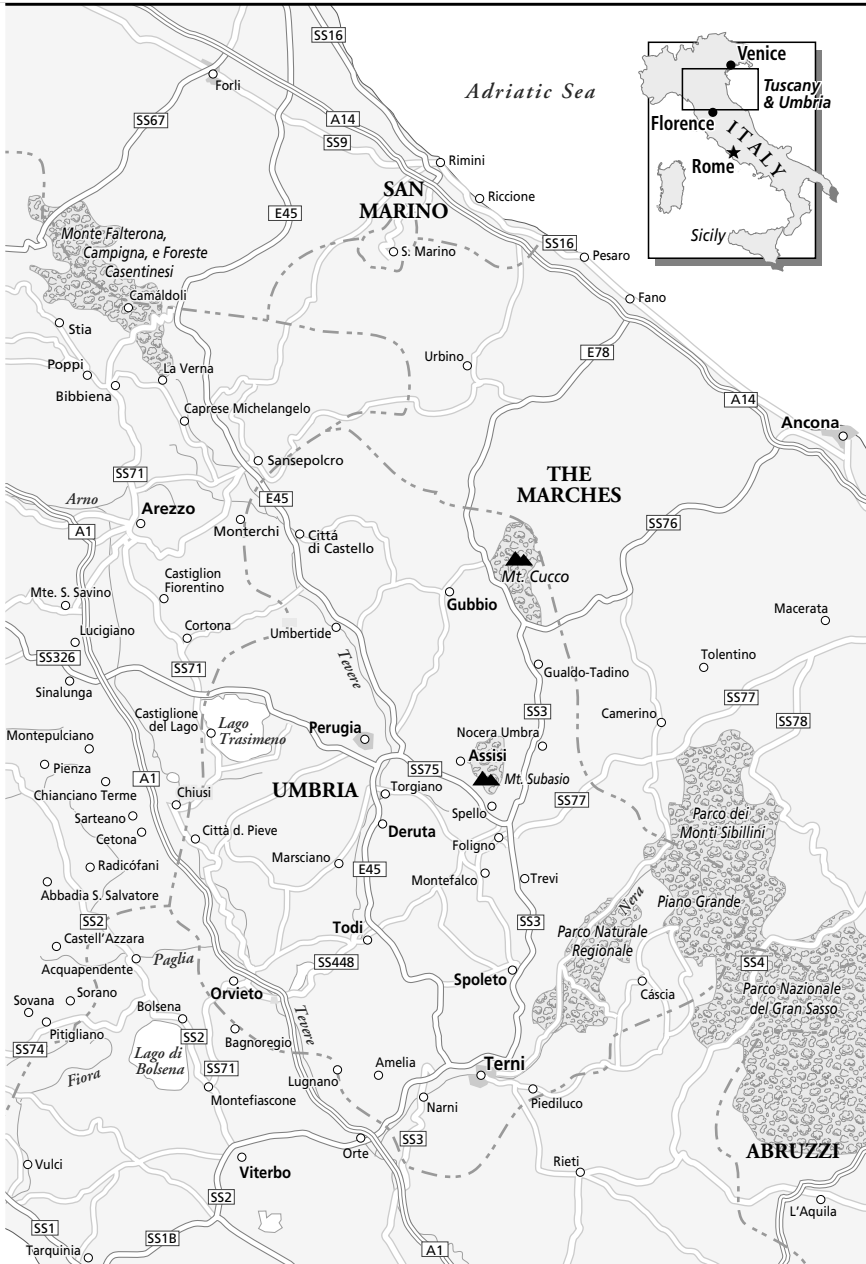 SS16
Adriatic Sea
Venice
Tuscany
& Umbria
Florence
ITALY
Rome
Sicily
Forli
SS67
A14
SS9
Rimini
SAN
MARINO
Riccione
E45
SS16
Monte Falterona,
Campigna, e Foreste
Casentinesi
S. Marino
Pesaro
Camáldoli
Fano
Stia
Urbino
E78
Poppi
La Verna
Bibbiena
Caprese Michelangelo
A14
Ancona
Sansepolcro
SS71
THE
MARCHES
Arno
E45
Arezzo
A1
Monterchi
Cittá
di Castello
SS76
Mt. Cucco
Castiglion
Fiorentino
Mte. S. Savino
Gubbio
Macerata
Lucigiano
Cortona
Umbertide
SS326
SS71
Tevere
Gualdo-Tadino
Tolentino
Sinalunga
SS77
Castiglione
del Lago
Lago
Trasimeno
Perugia
SS3
Camerino
SS78
Nocera Umbra
Montepulciano
Assisi
Pienza
A1
SS75
Mt. Subasio
Chianciano Terme
Chiusi
UMBRIA
Torgiano
SS77
Spello
Parco dei
Monti Sibillini
Sarteano
Cetona
Città d. Pieve
Deruta
Foligno
Marsciano
Radicófani
E45
Montefalco
Trevi
Abbadia S. Salvatore
Nera
Piano Grande
SS2
Todi
SS3
Castell'Azzara
Parco Naturale
Regionale
Paglia
Acquapendente
SS448
SS4
Spoleto
Orvieto
Cáscia
Parco Nazionale
del Gran Sasso
Sovana
Sorano
Bolsena
Tevere
Pitigliano
SS2
Bagnoregio
SS74
Lago di
Bolsena
Terni
Amelia
SS71
Fiora
Lugnano
Montefiascone
Narni
Piediluco
SS3
Orte
ABRUZZI
Vulci
Viterbo
Rieti
SS2
L'Aquila
SS1
SS1B
A1
Tarquinia